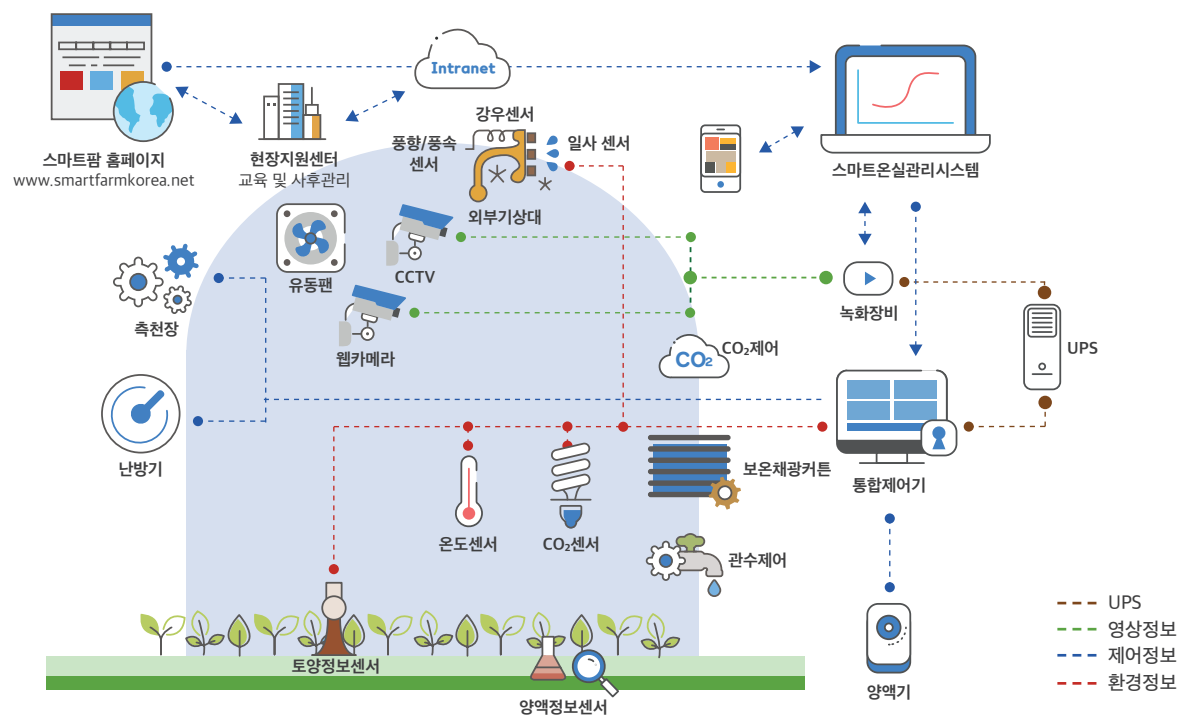 Intranet
강우센서
풍향/풍속
센서
일사 센서
스마트팜 홈페이지
www.smartfarmkorea.net
현장지원센터
교육 및 사후관리
스마트온실관리시스템
외부기상대
CCTV
유동팬
측천장
녹화장비
웹카메라
CO₂
CO₂제어
UPS
난방기
보온채광커튼
통합제어기
온도센서
CO₂센서
관수제어
UPS
영상정보
제어정보
환경정보
토양정보센서
양액기
양액정보센서